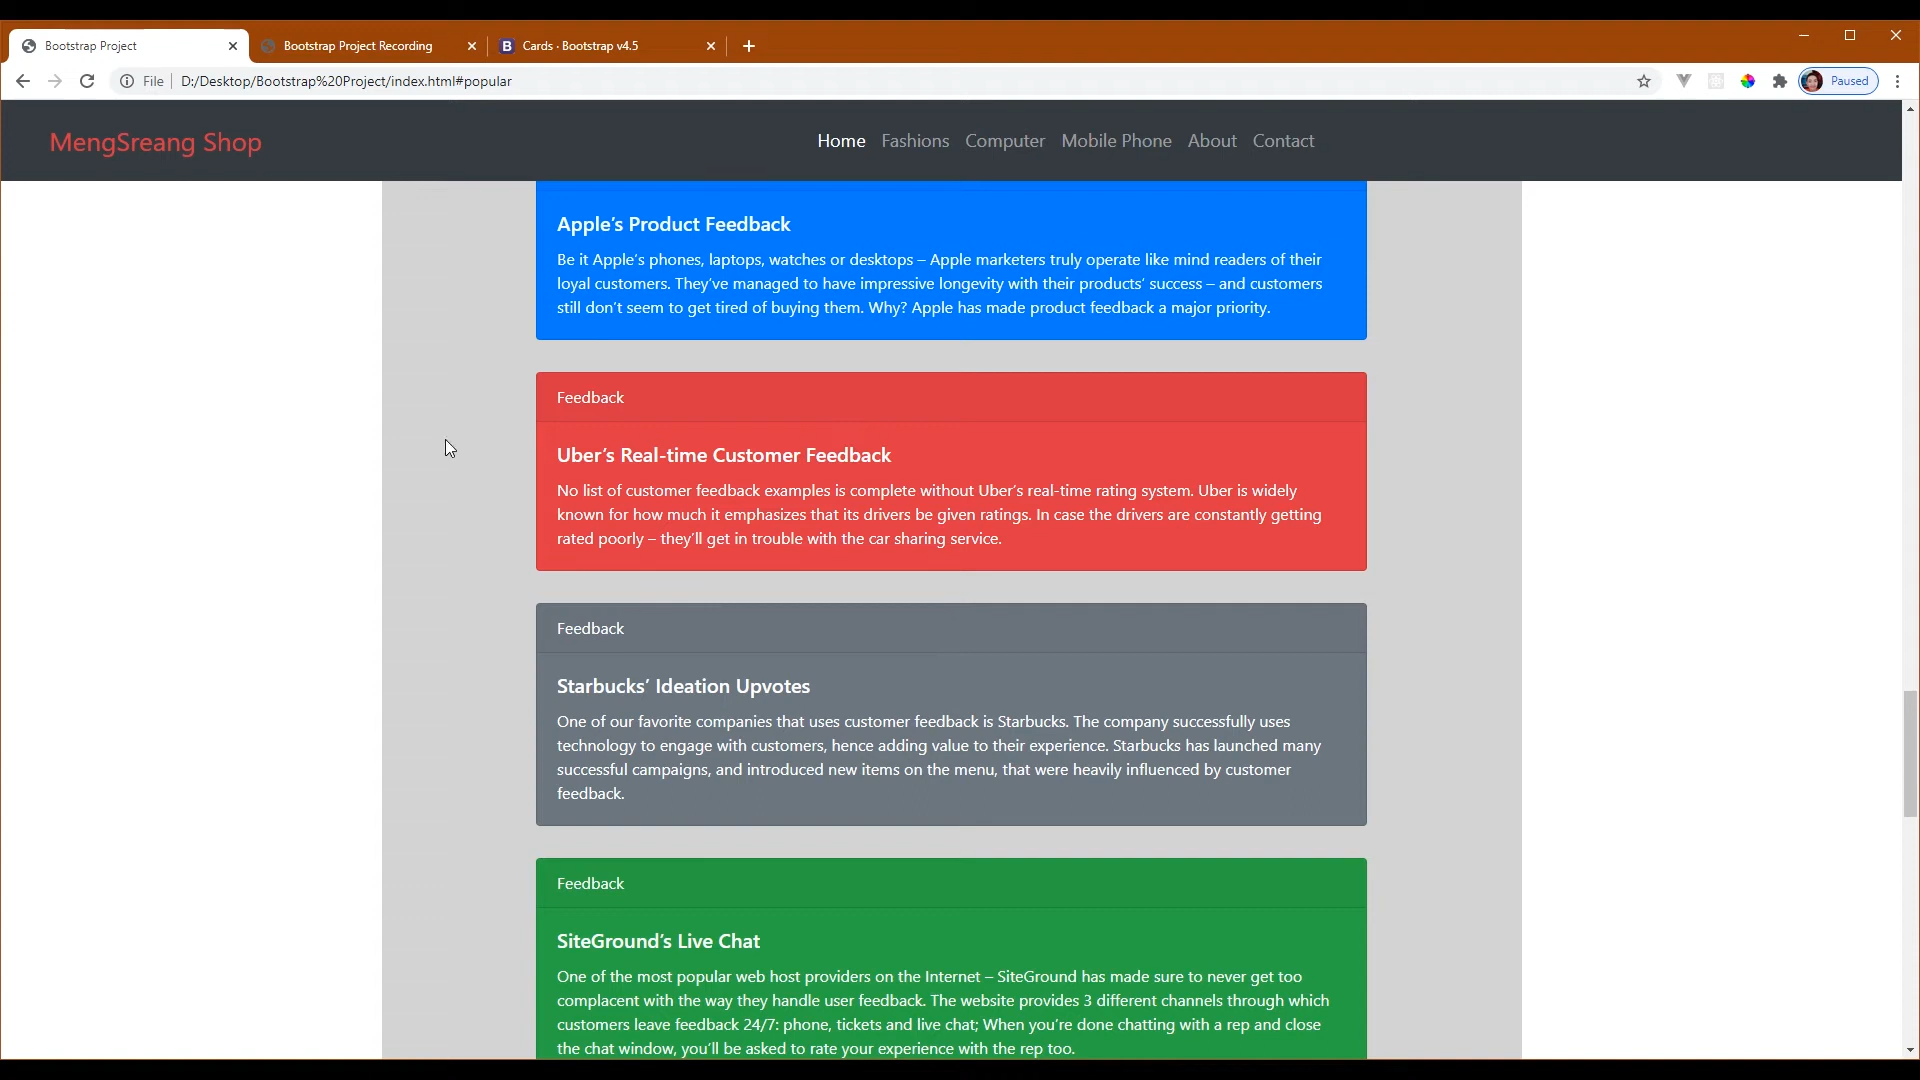 Bootstrap Project
Bootstrap Project Recording
B Cards · Bootstrap v4.5
File D:/Desktop/Bootstrap%20Project/index.html#popular
Paused
MengSreang Shop
Home Fashions Computer Mobile Phone About Contact
Apple’s Product Feedback
Be it Apple’s phones, laptops, watches or desktops – Apple marketers truly operate like mind readers of their
loyal customers. They’ve managed to have impressive longevity with their products’ success – and customers
still don’t seem to get tired of buying them. Why? Apple has made product feedback a major priority.
Feedback
Uber’s Real-time Customer Feedback
No list of customer feedback examples is complete without Uber’s real-time rating system. Uber is widely
known for how much it emphasizes that its drivers be given ratings. In case the drivers are constantly getting
rated poorly – they’ll get in trouble with the car sharing service.
Feedback
Starbucks’ Ideation Upvotes
One of our favorite companies that uses customer feedback is Starbucks. The company successfully uses
technology to engage with customers, hence adding value to their experience. Starbucks has launched many
successful campaigns, and introduced new items on the menu, that were heavily influenced by customer
feedback.
Feedback
SiteGround’s Live Chat
One of the most popular web host providers on the Internet – SiteGround has made sure to never get too
complacent with the way they handle user feedback. The website provides 3 different channels through which
customers leave feedback 24/7: phone, tickets and live chat; When you’re done chatting with a rep and close
the chat window, you’ll be asked to rate your experience with the rep too.